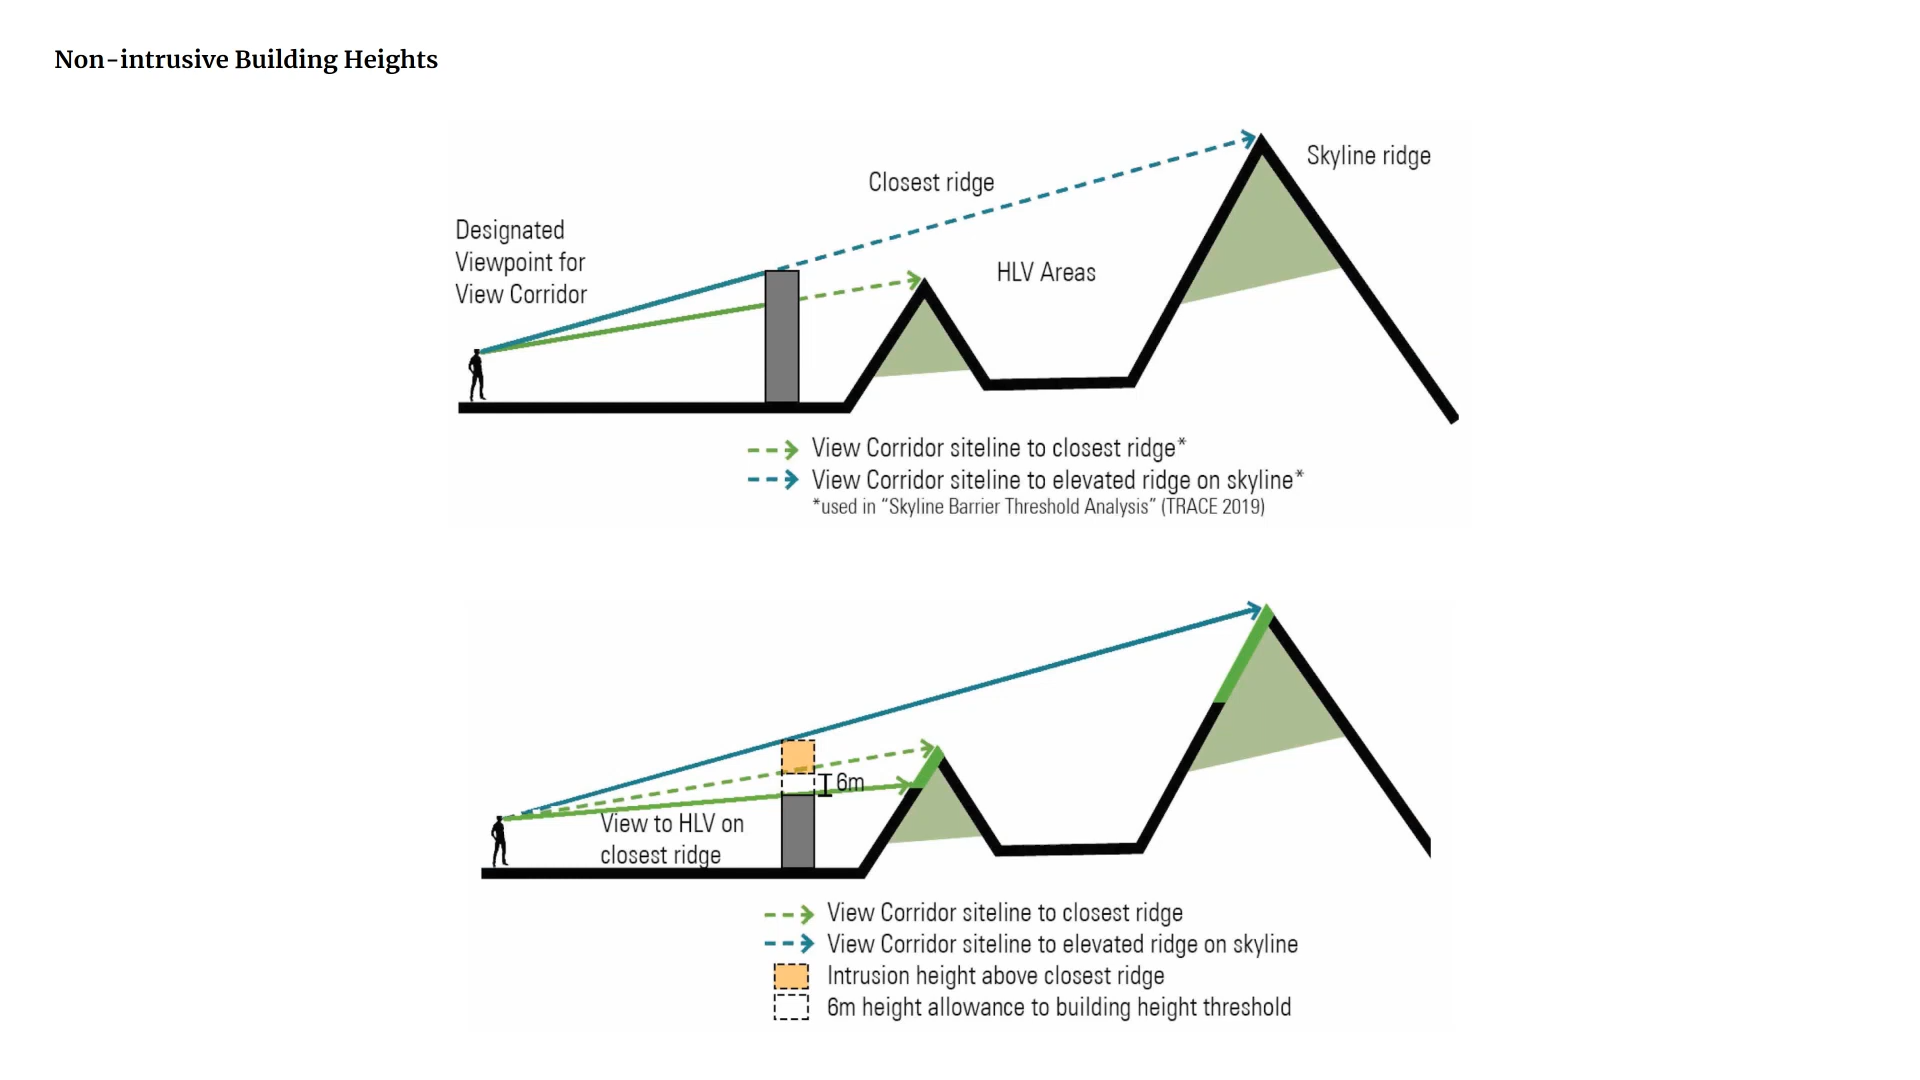 Non-intrusive Building Heights
Skyline ridge
Closest ridge
Designated
Viewpoint for
View Corridor
HLV Areas
View Corridor siteline to closest ridge*
View Corridor siteline to elevated ridge on skyline*
*used in “Skyline Barrier Threshold Analysis” (TRACE 2019)
6m
View to HLV on
closest ridge
View Corridor siteline to closest ridge
View Corridor siteline to elevated ridge on skyline
Intrusion height above closest ridge
6m height allowance to building height threshold